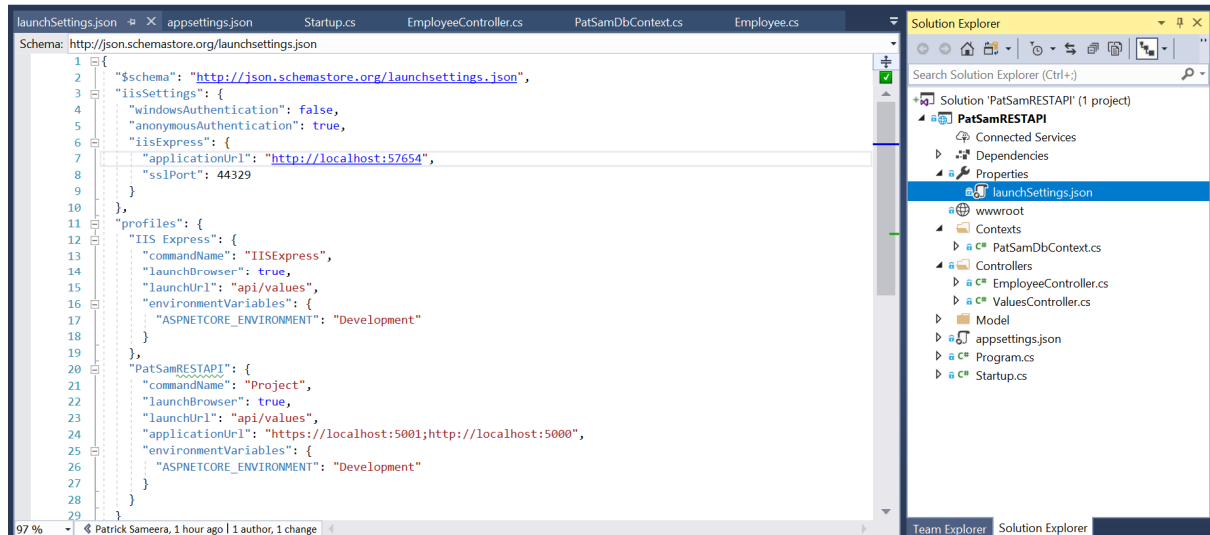 launchSettings.json appsettings.json Startup.cs EmployeeController.cs PatSamDbContext.cs Employee.cs
Schema: http://json.schemastore.org/launchsettings.json
1 {
2 "$schema": "http://json.schemastore.org/launchsettings.json",
3 "iisSettings": {
4 "windowsAuthentication": false,
5 "anonymousAuthentication": true,
6 "iisExpress": {
7 "applicationUrl": "http://localhost:57654",
8 "sslPort": 44329
9 }
10 },
11 "profiles": {
12 "IIS Express": {
13 "commandName": "IISExpress",
14 "launchBrowser": true,
15 "launchUrl": "api/values",
16 "environmentVariables": {
17 "ASPNETCORE_ENVIRONMENT": "Development"
18 }
19 },
20 "PatSamRESTAPI": {
21 "commandName": "Project",
22 "launchBrowser": true,
23 "launchUrl": "api/values",
24 "applicationUrl": "https://localhost:5001;http://localhost:5000",
25 "environmentVariables": {
26 "ASPNETCORE_ENVIRONMENT": "Development"
27 }
28 }
29 }
97 % Patrick Sameera, 1 hour ago | 1 author, 1 change
Solution Explorer
Search Solution Explorer (Ctrl+;)
Solution 'PatSamRESTAPI' (1 project)
PatSamRESTAPI
Connected Services
Dependencies
Properties
launchSettings.json
wwwroot
Contexts
C# PatSamDbContext.cs
Controllers
C# EmployeeController.cs
C# ValuesController.cs
Model
appsettings.json
C# Program.cs
C# Startup.cs
Team Explorer Solution Explorer